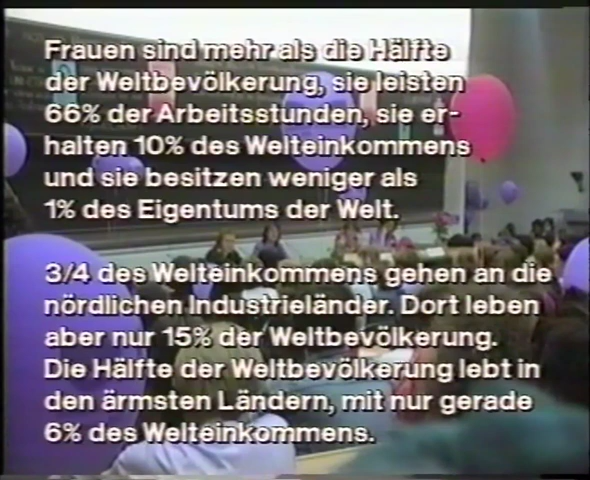 Frauen sind mehr als die Hälfte
der Weltbevölkerung, sie leisten
66% der Arbeitsstunden, sie er-
halten 10% des Welteinkommens
und sie besitzen weniger als
1% des Eigentums der Welt.
3/4 des Welteinkommens gehen an die
nördlichen Industrieländer. Dort leben
aber nur 15% der Weltbevölkerung.
Die Hälfte der Weltbevölkerung lebt in
den ärmsten Ländern, mit nur gerade
6% des Welteinkommens.